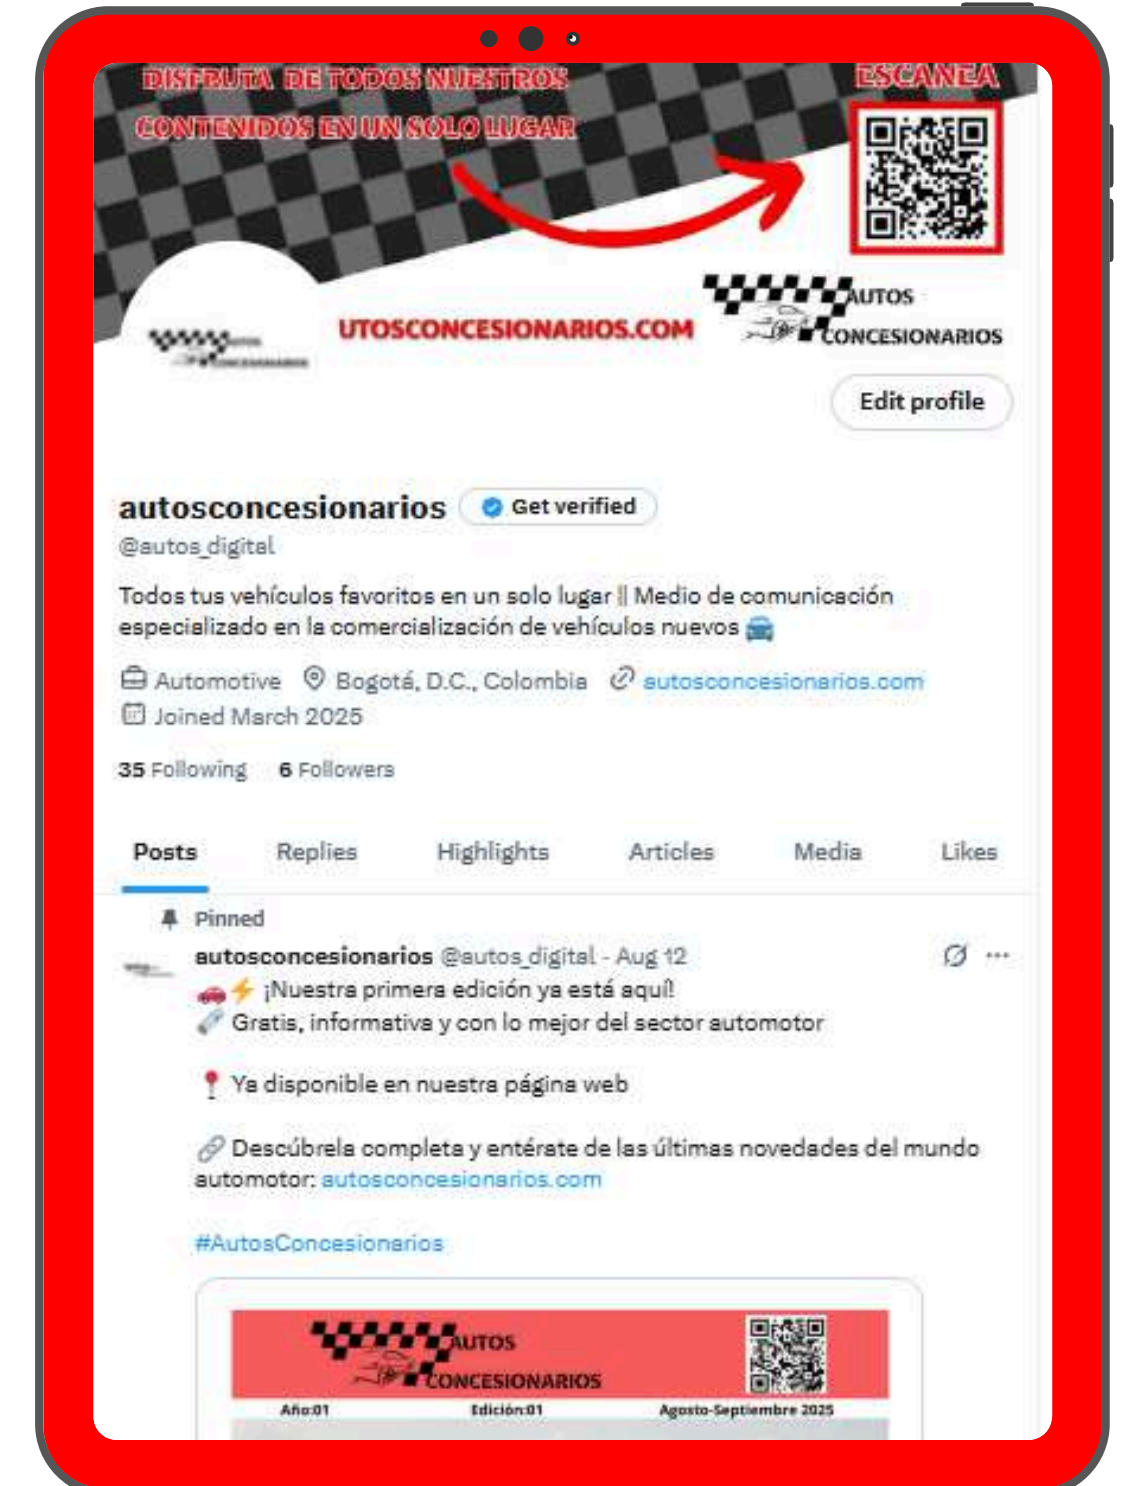 DISFRUTA DE TODOS NUESTROS
CONTENIDOS EN UN SOLO LUGAR
ESCANEA
UTOSCONCESIONARIOS.COM
AUTOS
CONCESIONARIOS
Edit profile
autosconcesionarios Get verified
@autos_digital
Todos tus vehículos favoritos en un solo lugar || Medio de comunicación
especializado en la comercialización de vehículos nuevos
Automotive Bogotá, D.C., Colombia autosconcesionarios.com
Joined March 2025
35 Following 6 Followers
Posts Replies Highlights Articles Media Likes
Pinned
autosconcesionarios @autos_digital · Aug 12
¡Nuestra primera edición ya está aquí!
Gratis, informativa y con lo mejor del sector automotor
Ya disponible en nuestra página web
Descúbrela completa y entérate de las últimas novedades del mundo
automotor: autosconcesionarios.com
#AutosConcesionarios
AUTOS
CONCESIONARIOS
Año:01 Edición:01 Agosto-Septiembre 2025